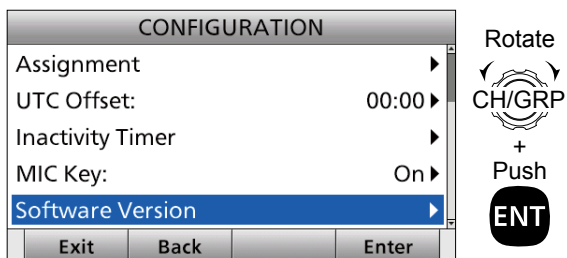 CONFIGURATION
Assignment
UTC Offset: 00:00
Inactivity Timer
MIC Key: On
Software Version
Exit Back Enter
Rotate
CH/GRP
+
Push
ENT